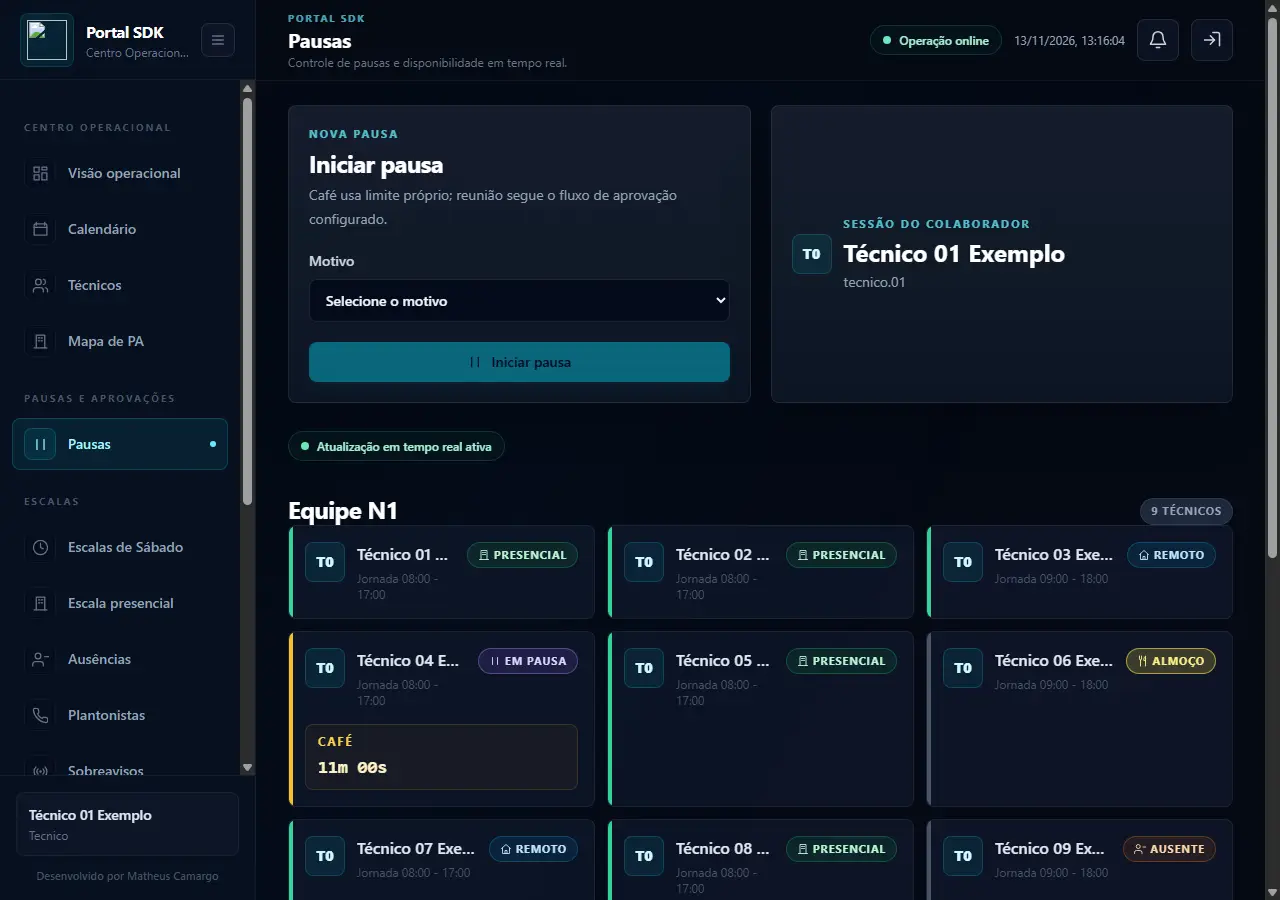 Portal SDK
Centro Operacion...
CENTRO OPERACIONAL
Visão operacional
Calendário
Técnicos
Mapa de PA
PAUSAS E APROVAÇÕES
Pausas
ESCALAS
Escalas de Sábado
Escala presencial
Ausências
Plantonistas
Sobreavisos
Técnico 01 Exemplo
Tecnico
Desenvolvido por Matheus Camargo
PORTAL SDK
Pausas
Controle de pausas e disponibilidade em tempo real.
Operação online
13/11/2026, 13:16:04
NOVA PAUSA
Iniciar pausa
Café usa limite próprio; reunião segue o fluxo de aprovação
configurado.
Motivo
Selecione o motivo
Iniciar pausa
SESSÃO DO COLABORADOR
T0
Técnico 01 Exemplo
tecnico.01
Atualização em tempo real ativa
Equipe N1
9 TÉCNICOS
T0
Técnico 01 ...
PRESENCIAL
Jornada 08:00 -
17:00
T0
Técnico 02 ...
PRESENCIAL
Jornada 08:00 -
17:00
T0
Técnico 03 Exe...
REMOTO
Jornada 09:00 - 18:00
T0
Técnico 04 E...
EM PAUSA
Jornada 08:00 -
17:00
CAFÉ
11m 00s
T0
Técnico 05 ...
PRESENCIAL
Jornada 08:00 -
17:00
T0
Técnico 06 Exe...
ALMOÇO
Jornada 09:00 - 18:00
T0
Técnico 07 Exe...
REMOTO
Jornada 08:00 - 17:00
T0
Técnico 08 ...
PRESENCIAL
Jornada 08:00 -
17:00
T0
Técnico 09 Ex...
AUSENTE
Jornada 09:00 - 18:00